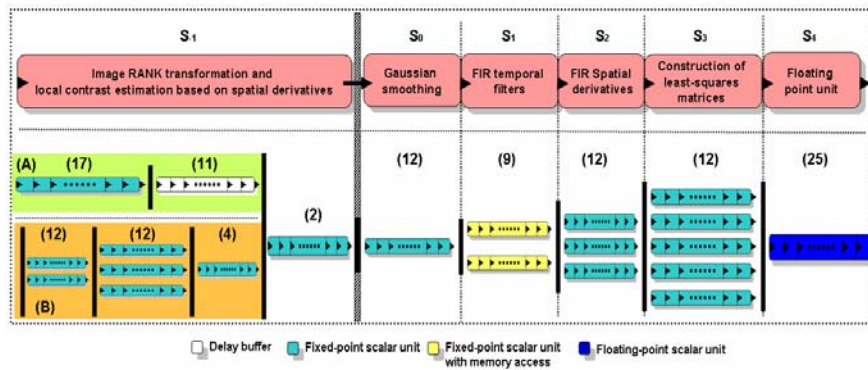 S-1
S0
S1
S2
S3
S4
Image RANK transformation and
local contrast estimation based on spatial derivatives
Gaussian
smoothing
FIR temporal
filters
FIR Spatial
derivatives
Construction of
least-squares
matrices
Floating
point unit
(A)
(17)
(11)
(12)
(12)
(4)
(B)
(2)
(12)
(9)
(12)
(12)
(25)
Delay buffer
Fixed-point scalar unit
Fixed-point scalar unit
with memory access
Floating-point scalar unit